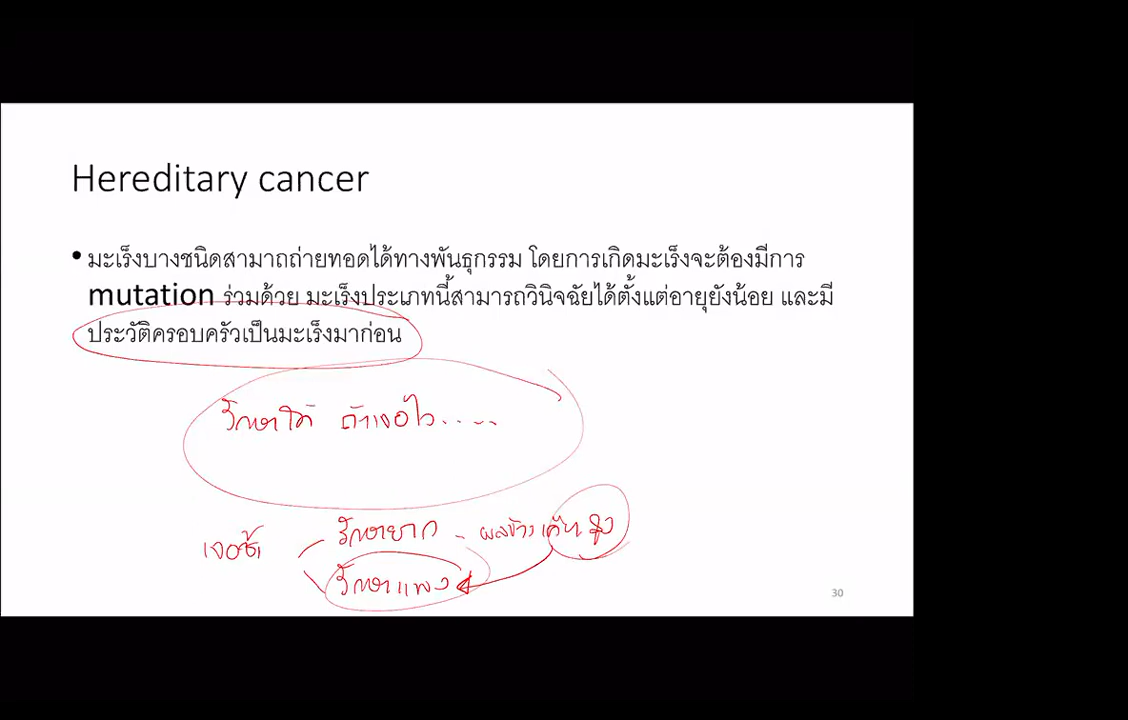 Hereditary cancer
• มะเร็งบางชนิดสามาถถ่ายทอดได้ทางพันธุกรรม โดยการเกิดมะเร็งจะต้องมีการ
mutation ร่วมด้วย มะเร็งประเภทนี้สามารถวินิจฉัยได้ตั้งแต่อายุยังน้อย และมี
ประวัติครอบครัวเป็นมะเร็งมาก่อน
รักษาได้ ถ้าเจอไว.....
รักษายาก - ผลข้างเคียงสูง
เจอช้า
รักษาแพง
30